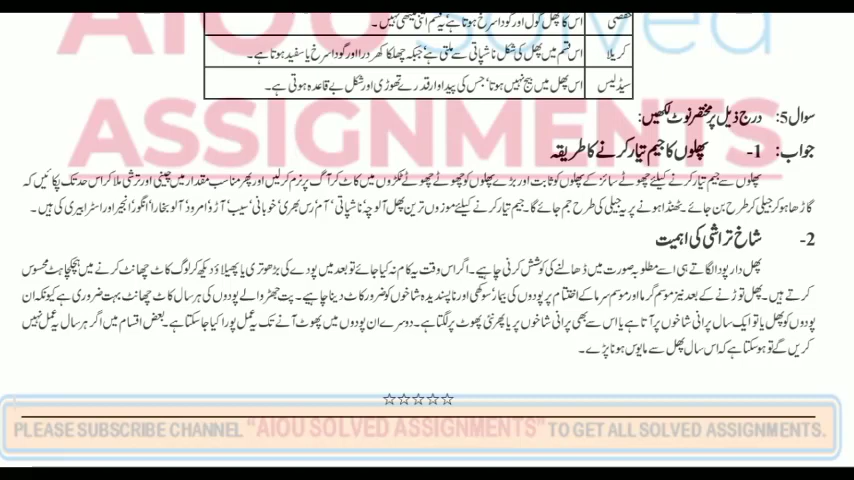 AIOU Solved
ASSIGNMENTS
اس کا پھل گول اور گودا سرخ ہوتا ہے یہ قسم اتنی میٹھی نہیں۔
کریلا اس قسم میں پھل کی شکل ناشپاتی سے ملتی ہے جبکہ چھلکا کھردرا اور گودا سرخ یا سفید ہوتا ہے۔
سیڈلیس اس پھل میں بیج نہیں ہوتا، جس کی پیداوار قدرے تھوڑی اور شکل بے قاعدہ ہوتی ہے۔
سوال 5: درج ذیل پر مختصر نوٹ لکھیں:
جواب: 1- پھلوں کا جیم تیار کرنے کا طریقہ
پھلوں سے جیم تیار کرنے کیلئے چھوٹے سائز کے پھلوں کو ثابت اور بڑے پھلوں کو چھوٹے چھوٹے ٹکڑوں میں کاٹ کر آگ پر نرم کرلیں اور پھر مناسب مقدار میں چینی اور ترشی ملا کر اس حد تک پکائیں کہ
گاڑھا ہو کر جیلی کی طرح بن جائے۔ ٹھنڈا ہونے پر یہ جیلی کی طرح جم جائے گا۔ جیم تیار کرنے کیلئے موزوں ترین پھل آلوچہ، ناشپاتی، آم، رس بھری، خوبانی، سیب، آڑو، امرود، آلو بخارا، انگور، انجیر اور اسٹرابیری کی ہیں۔
2- شاخ تراشی کی اہمیت
پھل دار پودا لگاتے ہی اسے مطلوبہ صورت میں ڈھالنے کی کوشش کرنی چاہیے۔ اگر اس وقت یہ کام نہ کیا جائے تو بعد میں پودے کی بڑھوتری یا پھیلاؤ دیکھ کر لوگ کاٹ چھانٹ کرنے میں ہچکچاہٹ محسوس
کرتے ہیں۔ پھل توڑنے کے بعد نیز موسم گرما اور موسم سرما کے اختتام پر پودوں کی بیمار، سوکھی اور ناپسندیدہ شاخوں کو ضرور کاٹ دینا چاہیے۔ پت جھڑ والے پودوں کی ہر سال کاٹ چھانٹ بہت ضروری ہے کیونکہ ان
پودوں کو پھل یا تو ایک سال پرانی شاخوں پر آتا ہے یا اس سے بھی پرانی شاخوں پر یا پھر نئی پھوٹ پر لگتا ہے۔ دوسرے ان پودوں میں پھوٹ آنے تک یہ عمل پورا کیا جاسکتا ہے۔ بعض اقسام میں اگر ہر سال یہ عمل نہیں
کریں گے تو ہو سکتا ہے کہ اس سال پھل سے مایوس ہونا پڑے۔
☆☆☆☆☆
PLEASE SUBSCRIBE CHANNEL "AIOU SOLVED ASSIGNMENTS" TO GET ALL SOLVED ASSIGNMENTS.